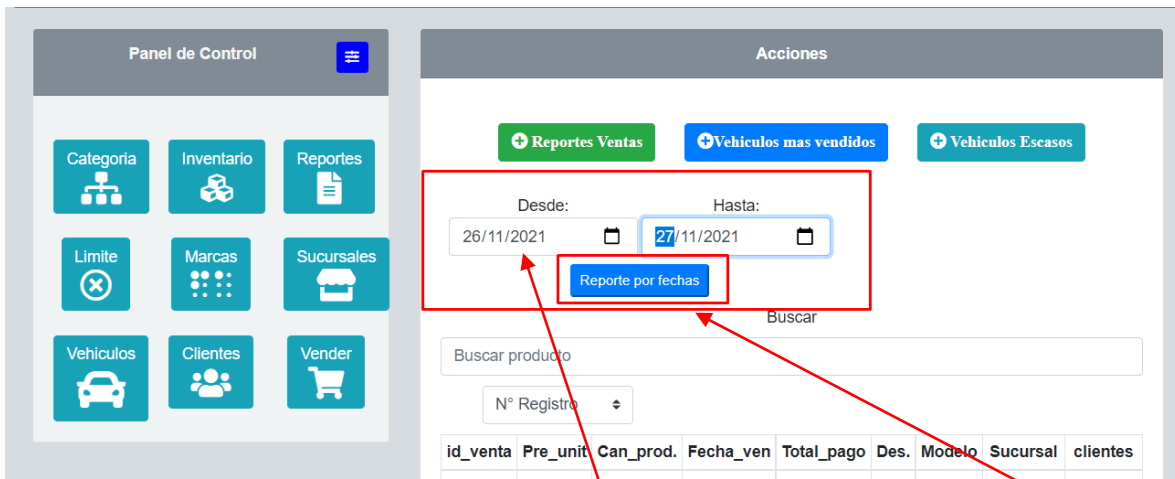 Panel de Control
Categoria Inventario Reportes
Limite Marcas Sucursales
Vehiculos Clientes Vender
Acciones
Reportes Ventas Vehiculos mas vendidos Vehiculos Escasos
Desde: Hasta:
26/11/2021 27/11/2021
Reporte por fechas
Buscar
Buscar producto
N° Registro
id_venta Pre_unit Can_prod. Fecha_ven Total_pago Des. Modelo Sucursal clientes